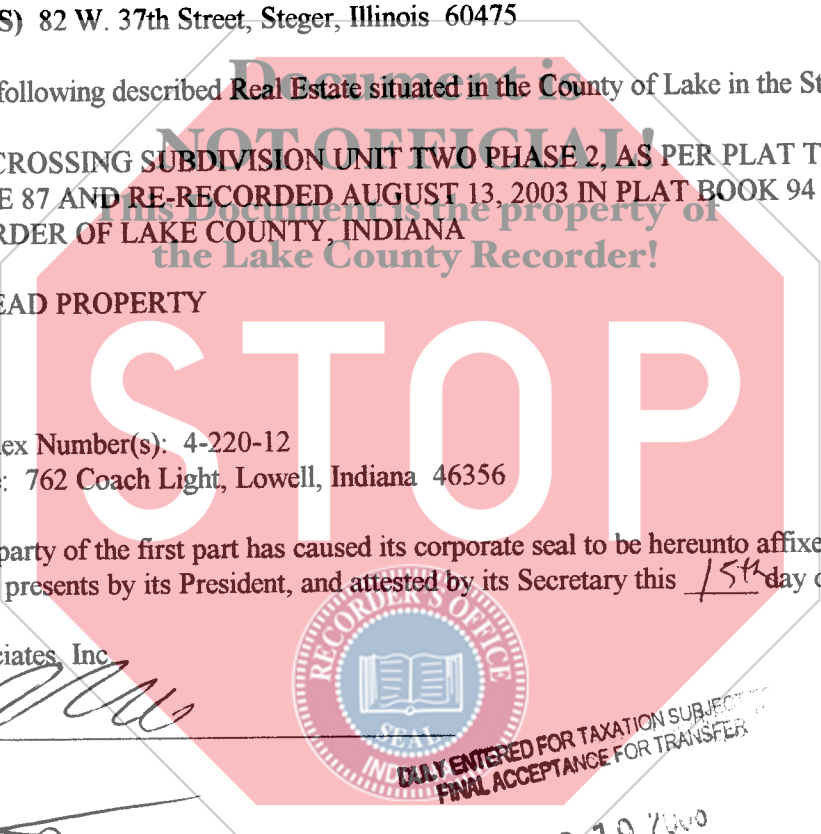 S) 82 W. 37th Street, Steger, Illinois 60475
following described Real Estate situated in the County of Lake in the St
Document is
NOT OFFICIAL!
CROSSING SUBDIVISION UNIT TWO PHASE 2, AS PER PLAT T
E 87 AND RE-RECORDED AUGUST 13, 2003 IN PLAT BOOK 94
This Document is the property of
RDER OF LAKE COUNTY, INDIANA
the Lake County Recorder!
EAD PROPERTY
STOP
ex Number(s): 4-220-12
: 762 Coach Light, Lowell, Indiana 46356
party of the first part has caused its corporate seal to be hereunto affixe
presents by its President, and attested by its Secretary this 15th day
ciates, Inc.
RECORDER'S OFFICE
SEAL
DULY ENTERED FOR TAXATION SUBJECT
FINAL ACCEPTANCE FOR TRANSFER